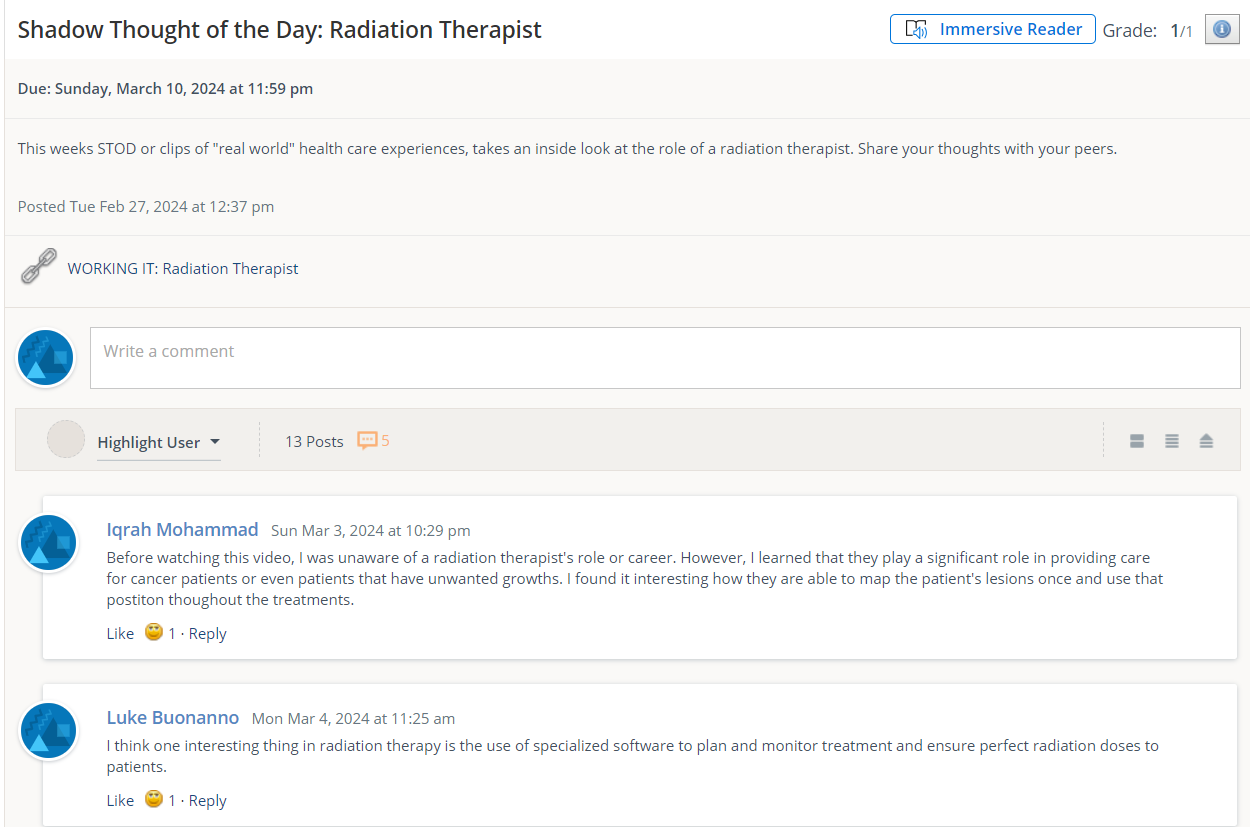 Shadow Thought of the Day: Radiation Therapist
Immersive Reader
Grade: 1/1
Due: Sunday, March 10, 2024 at 11:59 pm
This weeks STOD or clips of "real world" health care experiences, takes an inside look at the role of a radiation therapist. Share your thoughts with your peers.
Posted Tue Feb 27, 2024 at 12:37 pm
WORKING IT: Radiation Therapist
Write a comment
Highlight User
13 Posts
5
Iqrah Mohammad Sun Mar 3, 2024 at 10:29 pm
Before watching this video, I was unaware of a radiation therapist's role or career. However, I learned that they play a significant role in providing care
for cancer patients or even patients that have unwanted growths. I found it interesting how they are able to map the patient's lesions once and use that
postiton thoughout the treatments.
Like 1 · Reply
Luke Buonanno Mon Mar 4, 2024 at 11:25 am
I think one interesting thing in radiation therapy is the use of specialized software to plan and monitor treatment and ensure perfect radiation doses to
patients.
Like 1 · Reply